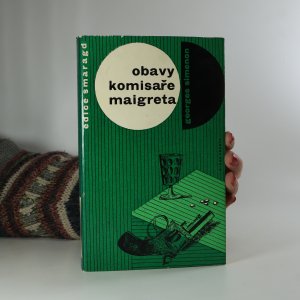 edice smaragd
obavy
komisaře
maigreta
georges simenon